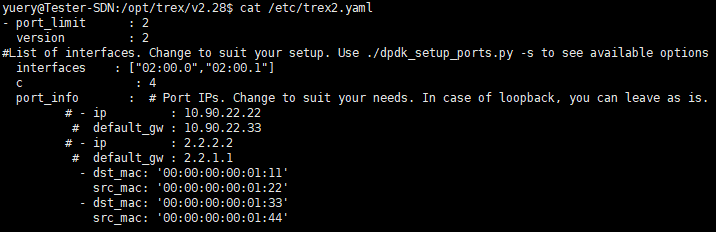 yuery@Tester-SDN:/opt/trex/v2.28$ cat /etc/trex2.yaml
- port_limit      : 2
  version         : 2
#List of interfaces. Change to suit your setup. Use ./dpdk_setup_ports.py -s to see available options
  interfaces    : ["02:00.0","02:00.1"]
  c                : 4
  port_info       :  # Port IPs. Change to suit your needs. In case of loopback, you can leave as is.
         # - ip         : 10.90.22.22
          #  default_gw : 10.90.22.33
         # - ip         : 2.2.2.2
          #  default_gw : 2.2.1.1
           - dst_mac: '00:00:00:00:01:11'
             src_mac: '00:00:00:00:01:22'
           - dst_mac: '00:00:00:00:01:33'
             src_mac: '00:00:00:00:01:44'